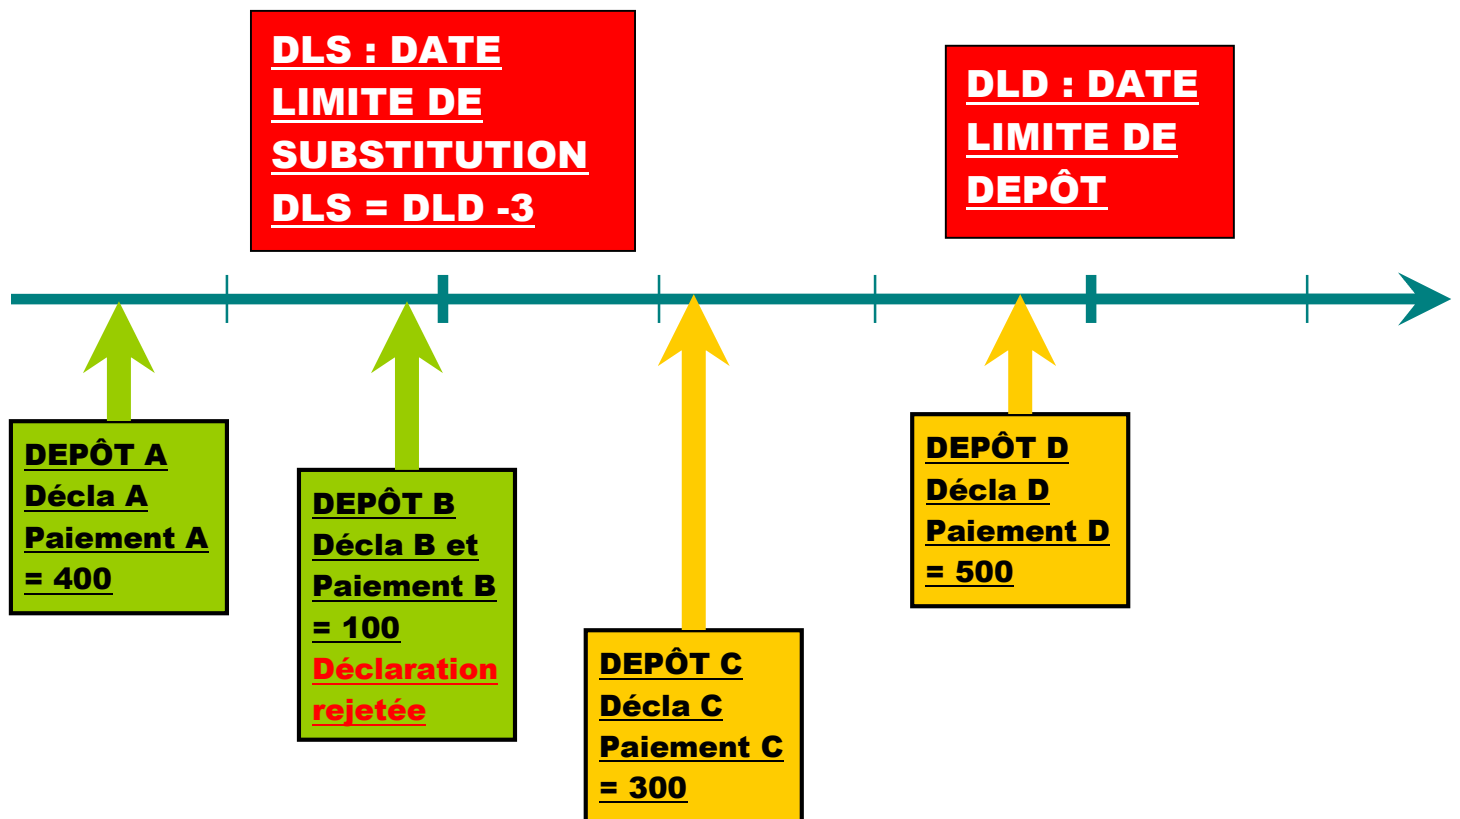 DLS : DATE
LIMITE DE
SUBSTITUTION
DLS = DLD -3
DLD : DATE
LIMITE DE
DEPÔT
DEPÔT A
Décla A
Paiement A
= 400
DEPÔT B
Décla B et
Paiement B
= 100
Déclaration
rejetée
DEPÔT C
Décla C
Paiement C
= 300
DEPÔT D
Décla D
Paiement D
= 500